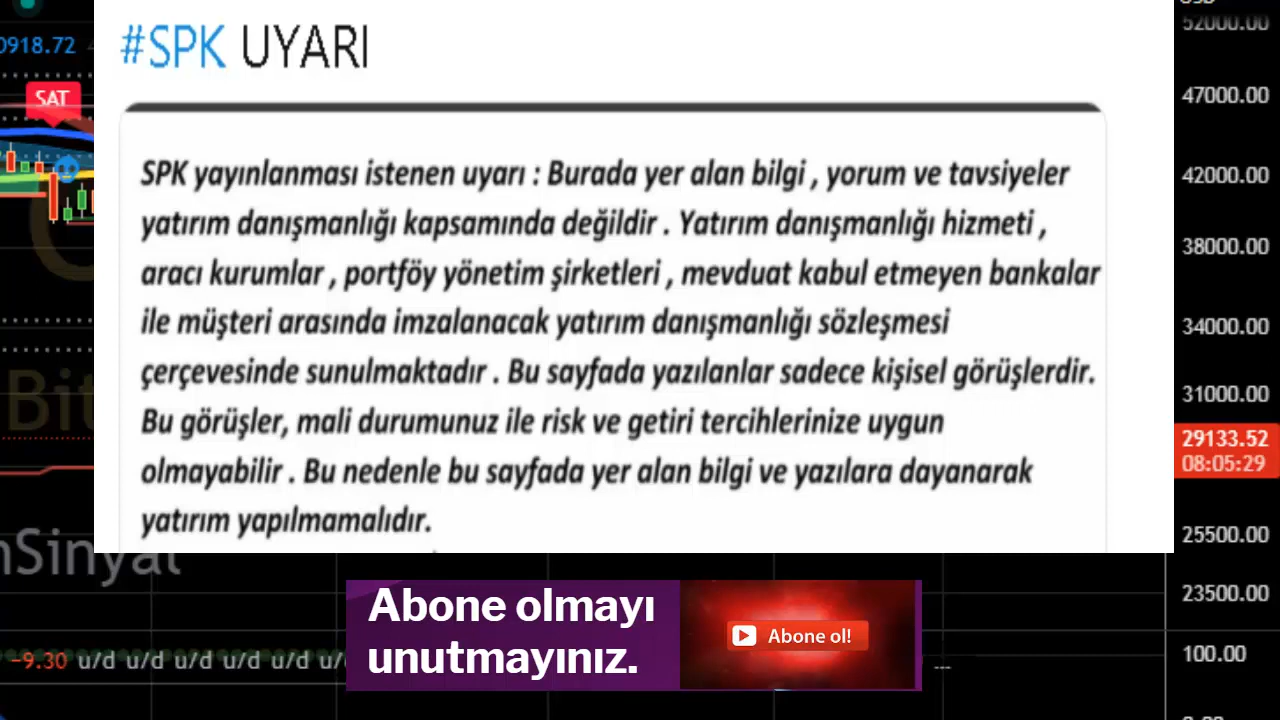 #SPK UYARI
SPK yayınlanması istenen uyarı : Burada yer alan bilgi , yorum ve tavsiyeler
yatırım danışmanlığı kapsamında değildir . Yatırım danışmanlığı hizmeti ,
aracı kurumlar , portföy yönetim şirketleri , mevduat kabul etmeyen bankalar
ile müşteri arasında imzalanacak yatırım danışmanlığı sözleşmesi
çerçevesinde sunulmaktadır . Bu sayfada yazılanlar sadece kişisel görüşlerdir.
Bu görüşler, mali durumunuz ile risk ve getiri tercihlerinize uygun
olmayabilir . Bu nedenle bu sayfada yer alan bilgi ve yazılara dayanarak
yatırım yapılmamalıdır.
0918.72
SAT
Bit
nSinyal
-9.30 u/d u/d u/d u/d u/d u/
Abone olmayı
unutmayınız.
Abone ol!
---
52000.00
47000.00
42000.00
38000.00
34000.00
31000.00
29133.52
08:05:29
25500.00
23500.00
100.00